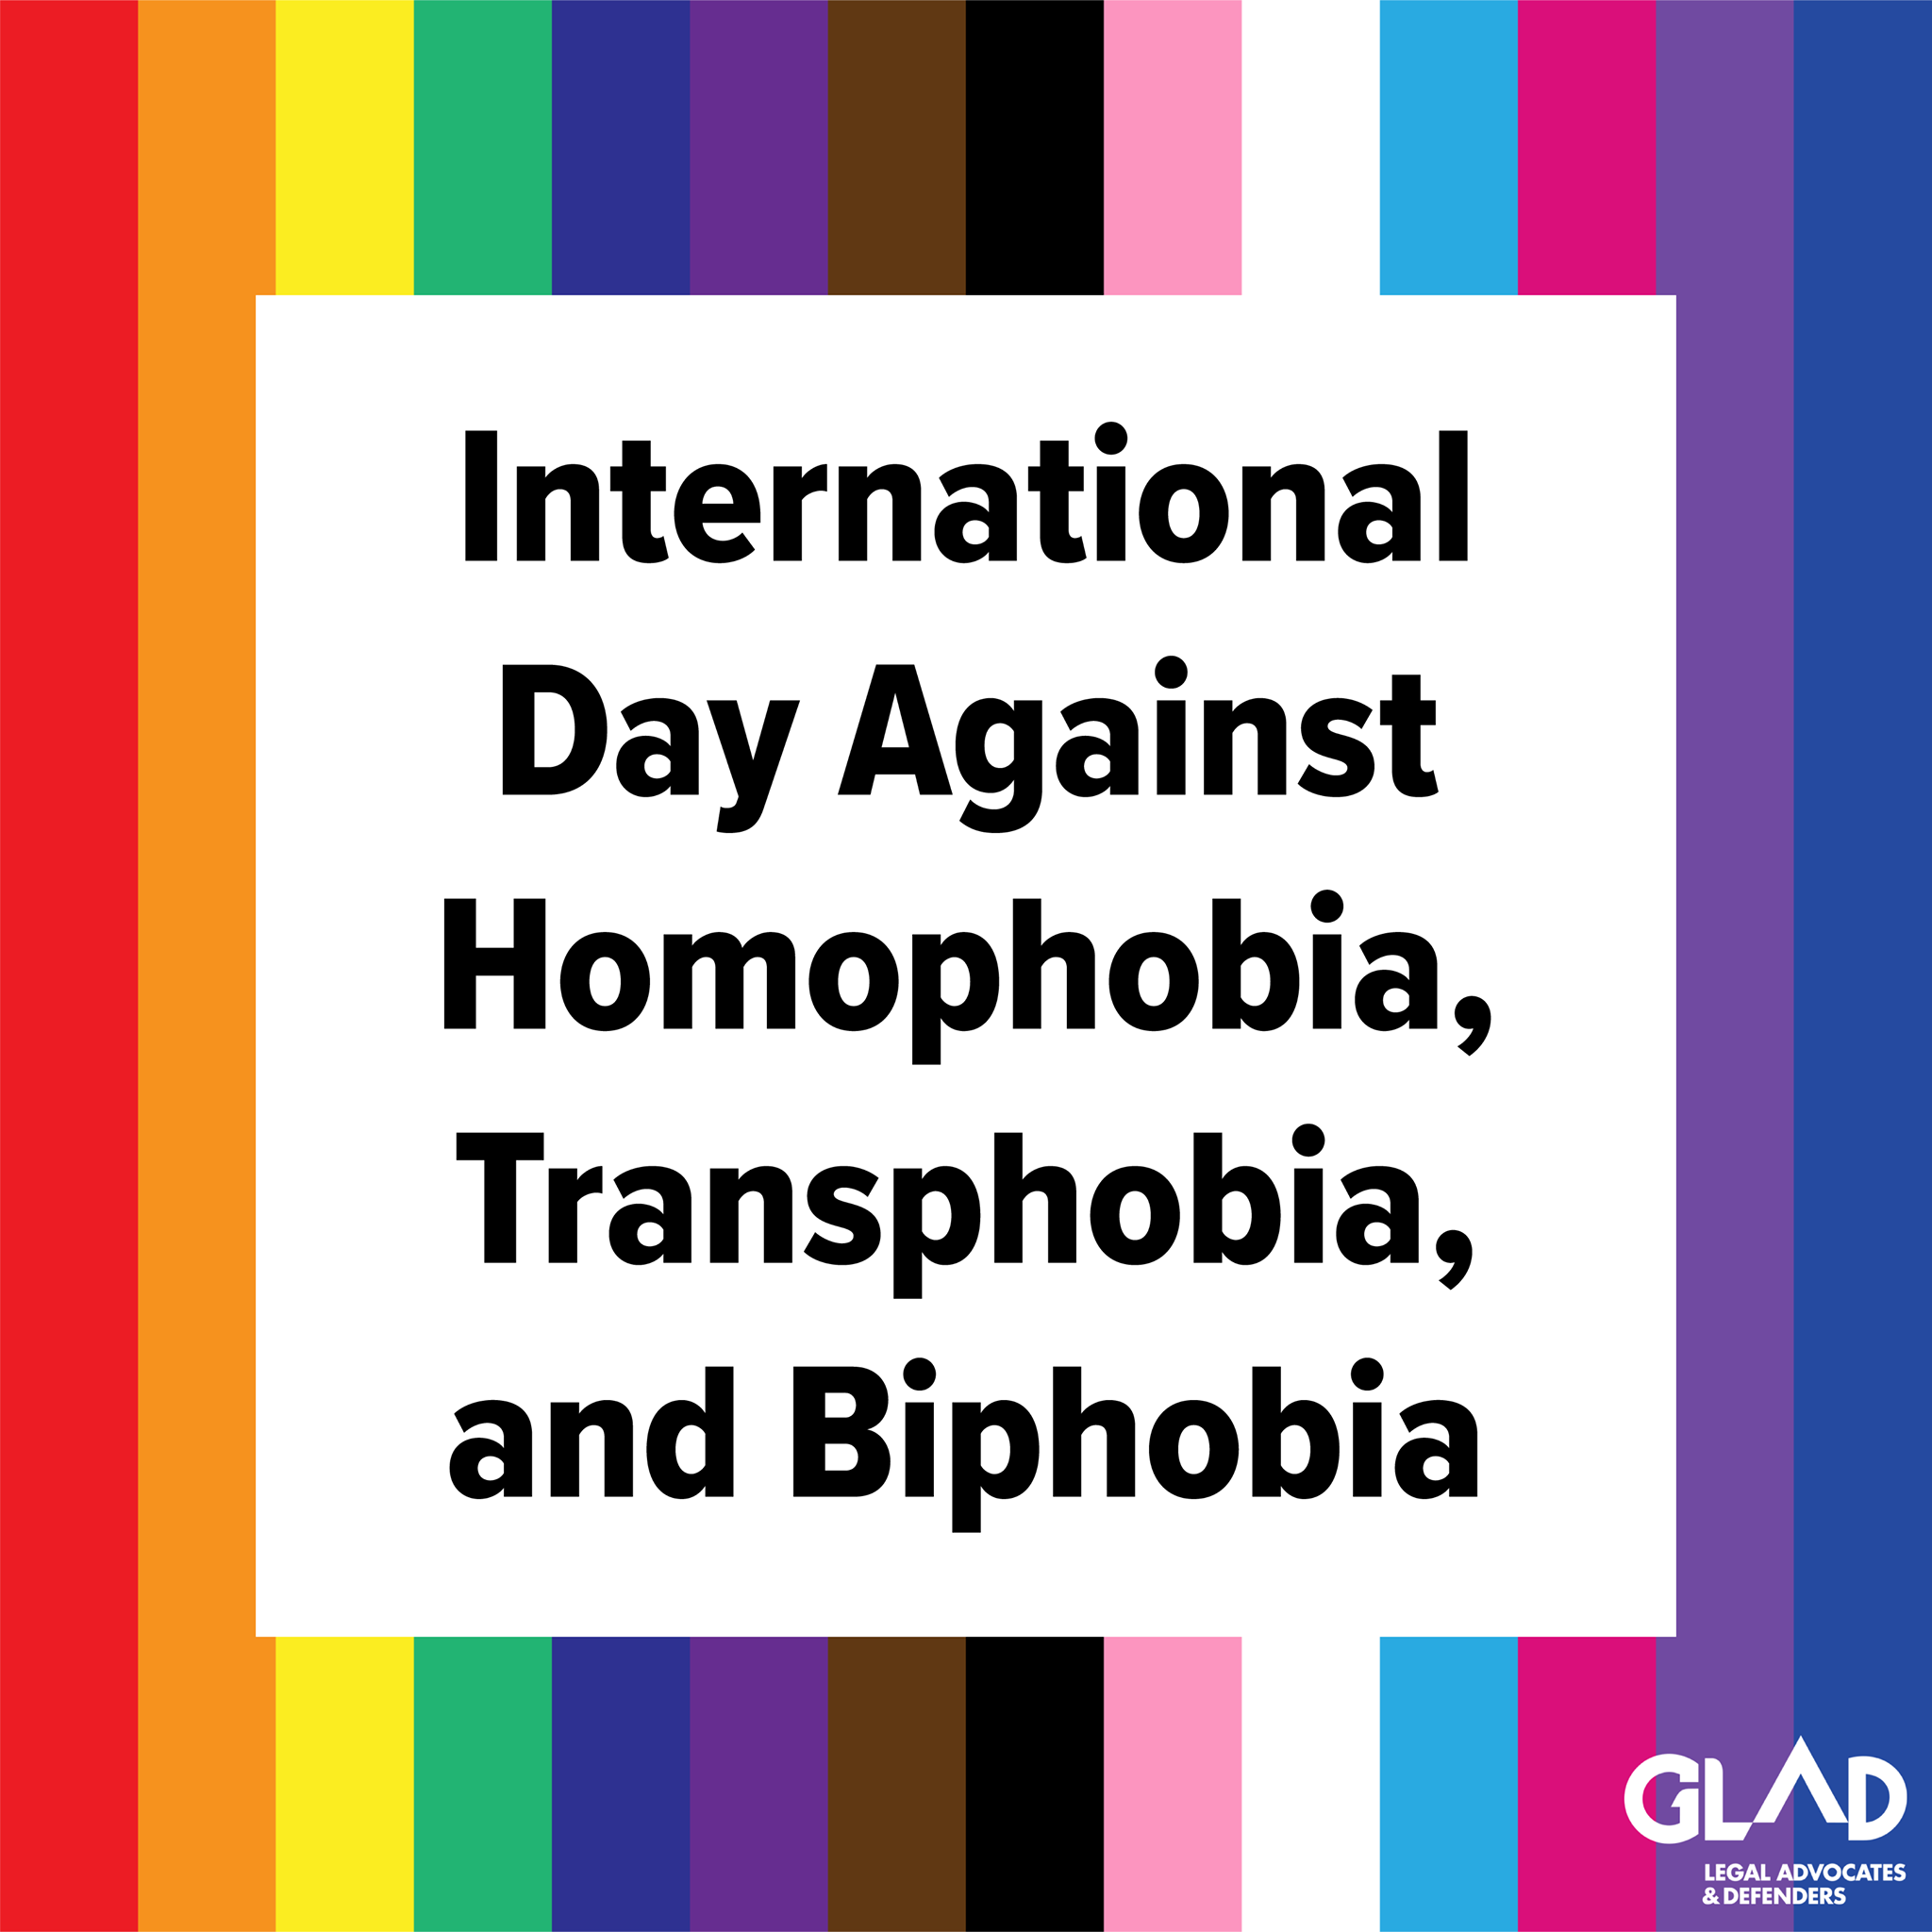 International
Day Against
Homophobia,
Transphobia,
and Biphobia
GLAD
LEGAL ADVOCATES
& DEFENDERS